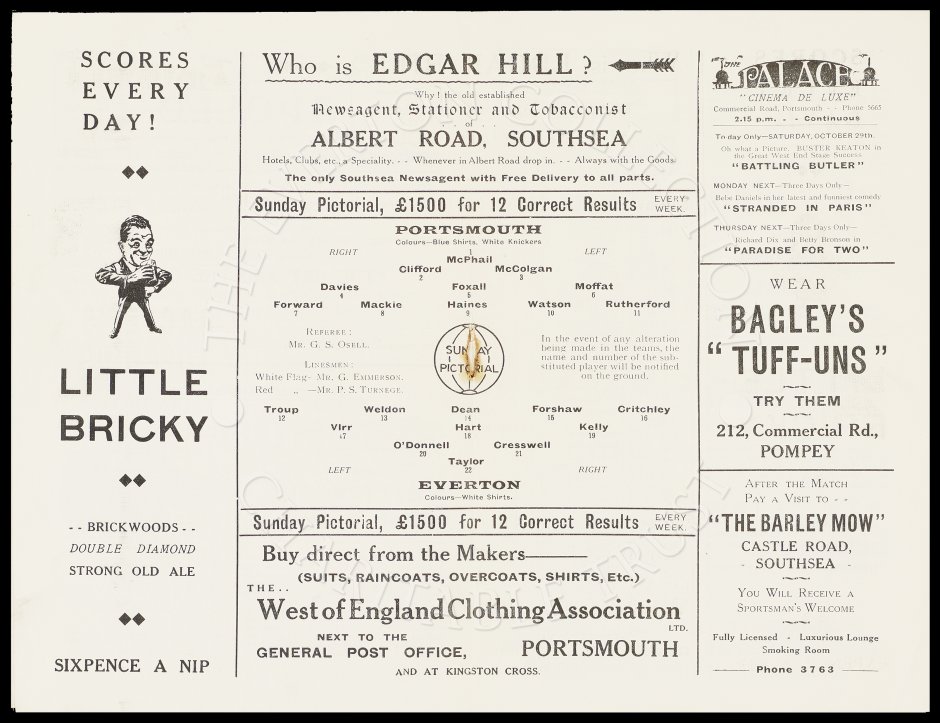 SCORES
EVERY
DAY!
LITTLE
BRICKY
- - BRICKWOODS - -
DOUBLE DIAMOND
STRONG OLD ALE
SIXPENCE A NIP
Who is EDGAR HILL?
Why! the old established
Newsagent, Stationer and Tobacconist
of
ALBERT ROAD, SOUTHSEA
Hotels, Clubs, etc., a Speciality. - - Whenever in Albert Road drop in. - - Always with the Goods.
The only Southsea Newsagent with Free Delivery to all parts.
Sunday Pictorial, £1500 for 12 Correct Results EVERY WEEK.
PORTSMOUTH
Colours—Blue Shirts, White Knickers
RIGHT 1 LEFT
McPhail
Clifford McColgan
2 3
Davies Foxall Moffat
4 5 6
Forward Mackie Haines Watson Rutherford
7 8 9 10 11
REFEREE:
MR. G. S. OSELL.
LINESMEN:
White Flag- MR. G. EMMERSON.
Red ,, —MR. P. S. TURNEGE.
SUNDAY
PICTORIAL
In the event of any alteration
being made in the teams, the
name and number of the sub-
stituted player will be notified
on the ground.
Troup Weldon Dean Forshaw Critchley
12 13 14 15 16
Virr Hart Kelly
17 18 19
O'Donnell Cresswell
20 21
Taylor
LEFT 22 RIGHT
EVERTON
Colours—White Shirts.
Sunday Pictorial, £1500 for 12 Correct Results EVERY WEEK.
Buy direct from the Makers———
(SUITS, RAINCOATS, OVERCOATS, SHIRTS, Etc.)
THE..
West of England Clothing Association
LTD.
NEXT TO THE
GENERAL POST OFFICE, PORTSMOUTH
AND AT KINGSTON CROSS.
THE PALACE
"CINEMA DE LUXE"
Commercial Road, Portsmouth - - Phone 5665
2.15 p.m. - - Continuous
To day Only—SATURDAY, OCTOBER 29th.
Oh what a Picture. BUSTER KEATON in
the Great West End Stage Success
"BATTLING BUTLER"
MONDAY NEXT—Three Days Only—
Bebe Daniels in her latest and funniest comedy
"STRANDED IN PARIS"
THURSDAY NEXT—Three Days Only—
Richard Dix and Betty Bronson in
"PARADISE FOR TWO"
WEAR
BAGLEY'S
"TUFF-UNS"
TRY THEM
212, Commercial Rd.,
POMPEY
AFTER THE MATCH
PAY A VISIT TO - -
"THE BARLEY MOW"
CASTLE ROAD,
- SOUTHSEA -
YOU WILL RECEIVE A
SPORTSMAN'S WELCOME
Fully Licensed - Luxurious Lounge
Smoking Room
Phone 3763